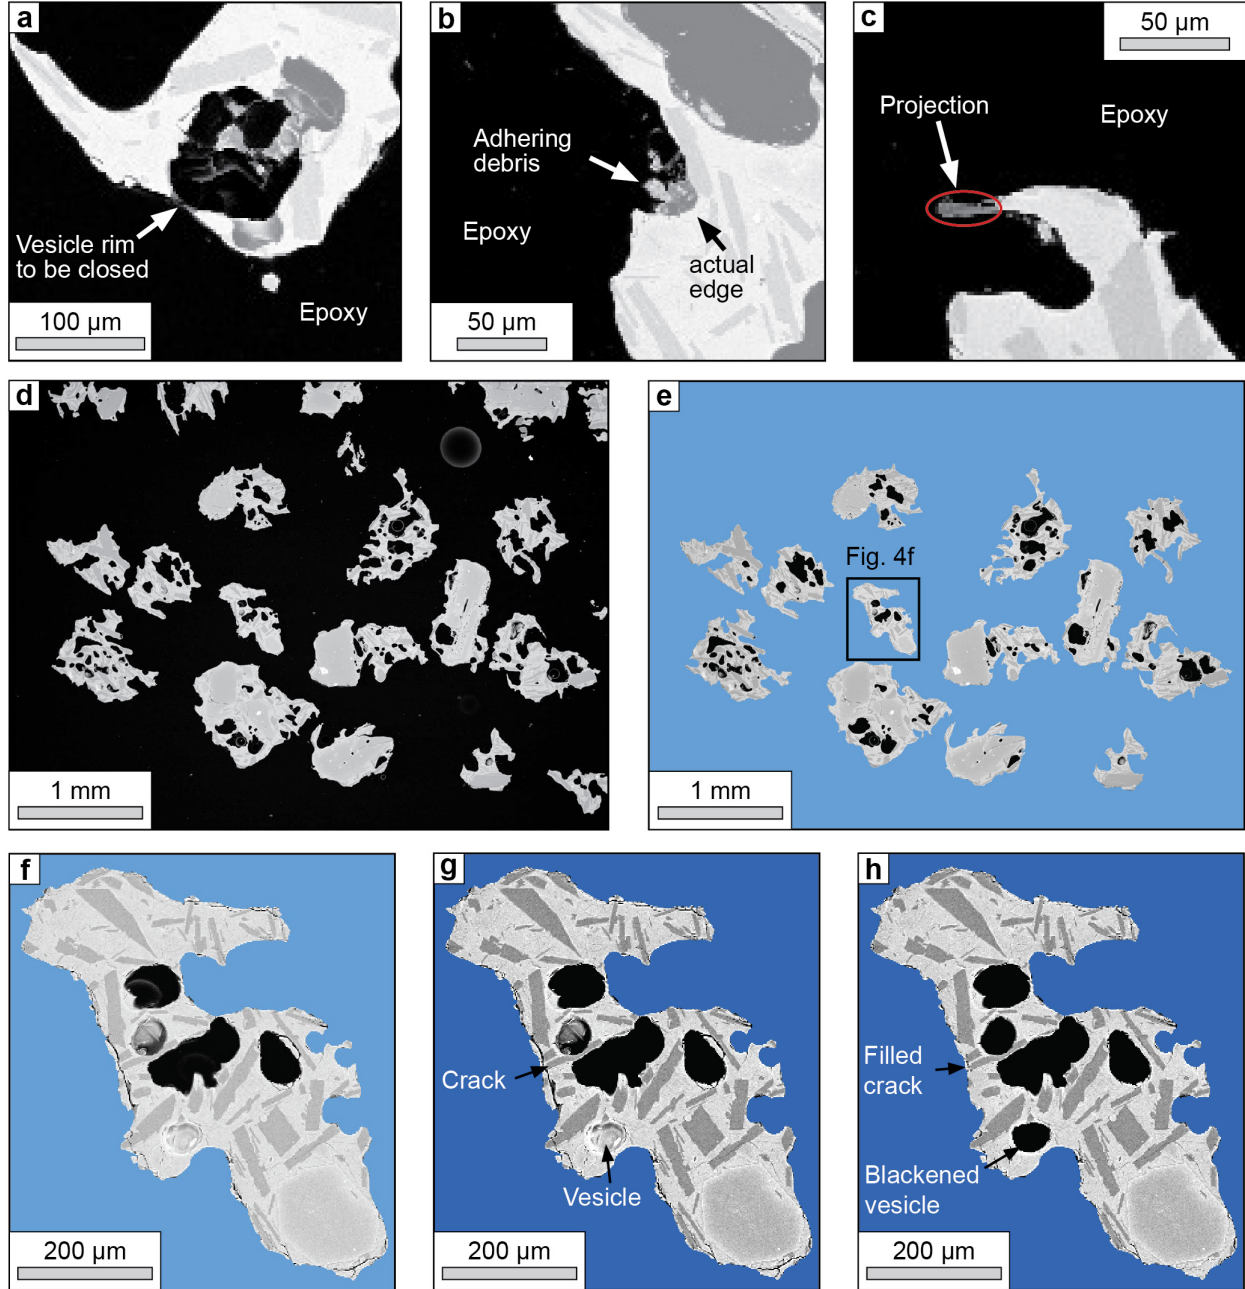 a
Vesicle rim
to be closed
Epoxy
100 µm
b
Adhering
debris
Epoxy
actual
edge
50 µm
c
50 µm
Projection
Epoxy
d
1 mm
e
Fig. 4f
1 mm
f
200 µm
g
Crack
Vesicle
200 µm
h
Filled
crack
Blackened
vesicle
200 µm